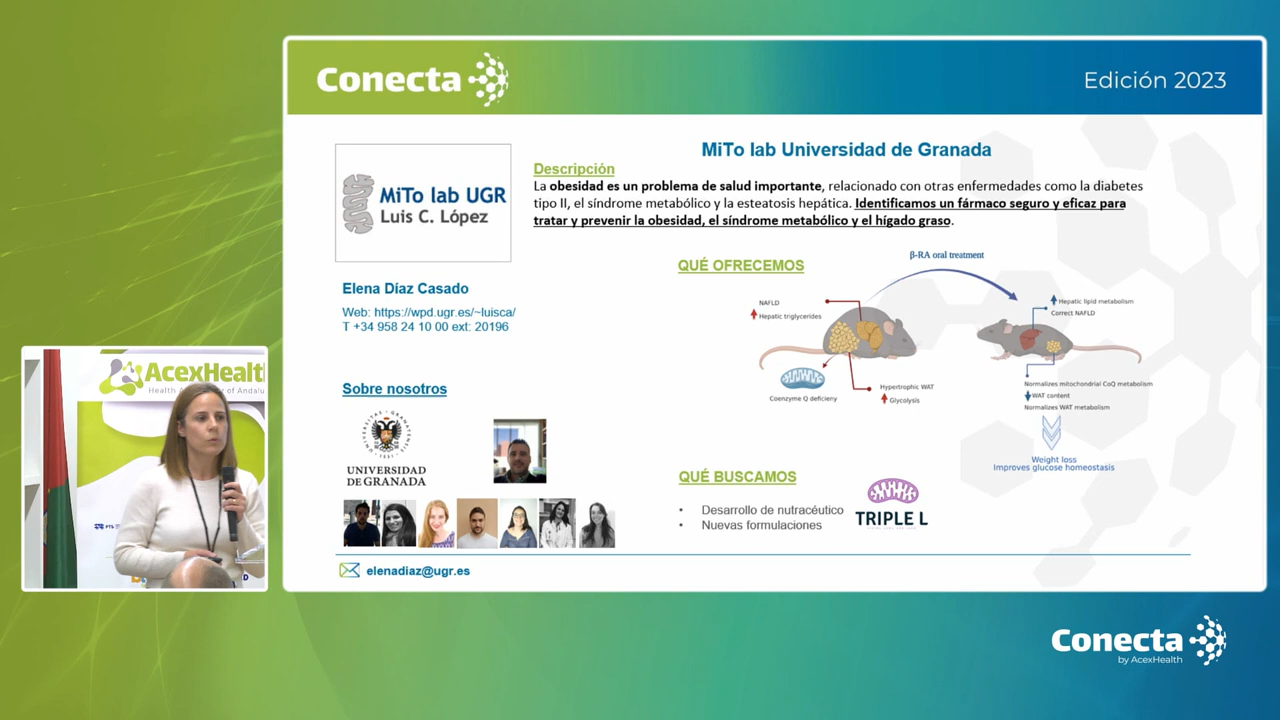 Conecta
Edición 2023
MiTo lab UGR
Luis C. López
MiTo lab Universidad de Granada
Descripción
La obesidad es un problema de salud importante, relacionado con otras enfermedades como la diabetes
tipo II, el síndrome metabólico y la esteatosis hepática. Identificamos un fármaco seguro y eficaz para
tratar y prevenir la obesidad, el síndrome metabólico y el hígado graso.
Elena Díaz Casado
Web: https://wpd.ugr.es/~luisca/
T +34 958 24 10 00 ext: 20196
Sobre nosotros
UNIVERSIDAD
DE GRANADA
QUÉ OFRECEMOS
β-RA oral treatment
NAFLD
Hepatic triglycerides
Coenzyme Q deficieny
Hypertrophic WAT
Glycolysis
Hepatic lipid metabolism
Correct NAFLD
Normalizes mitochondrial CoQ metabolism
WAT content
Normalizes WAT metabolism
Weight loss
Improves glucose homeostasis
QUÉ BUSCAMOS
• Desarrollo de nutracéutico
• Nuevas formulaciones
TRIPLE L
elenadiaz@ugr.es
AcexHealt
Conecta
by AcexHealth